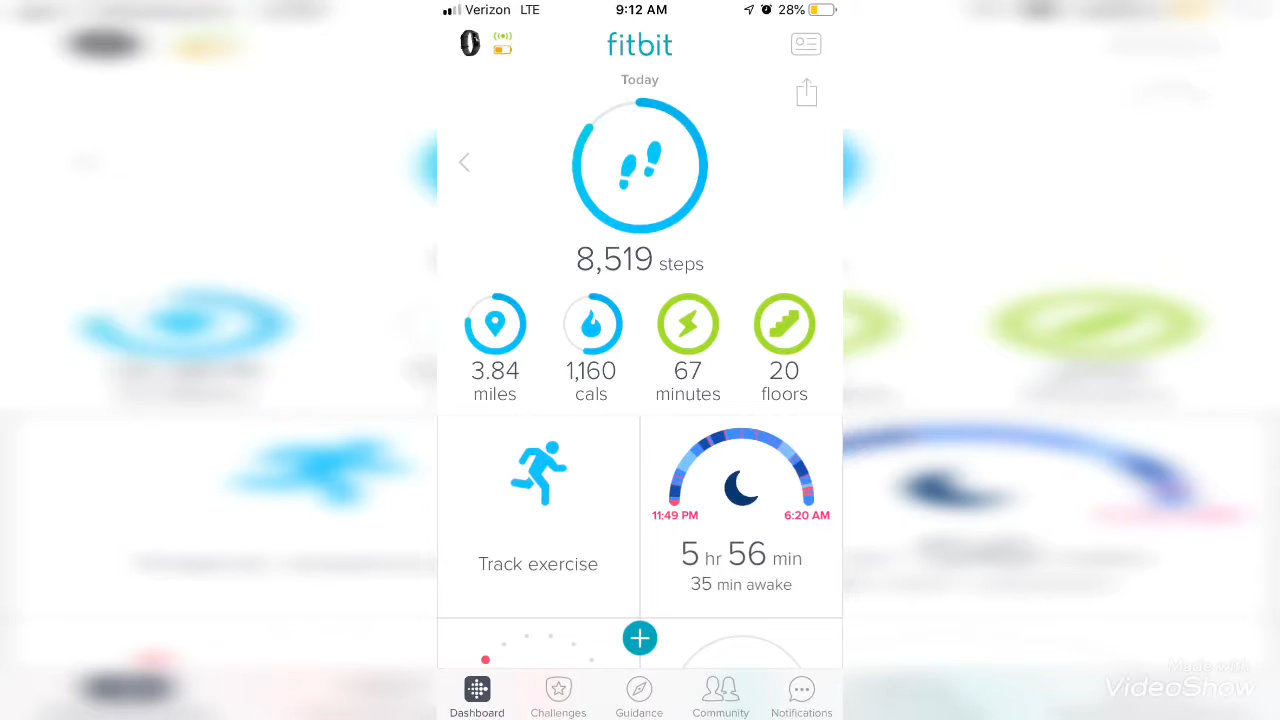 Verizon LTE 9:12 AM 28%
fitbit
Today
8,519 steps
3.84 1,160 67 20
miles cals minutes floors
11:49 PM 6:20 AM
5 hr 56 min
Track exercise
35 min awake
Made with
VideoShow
Dashboard Challenges Guidance Community Notifications